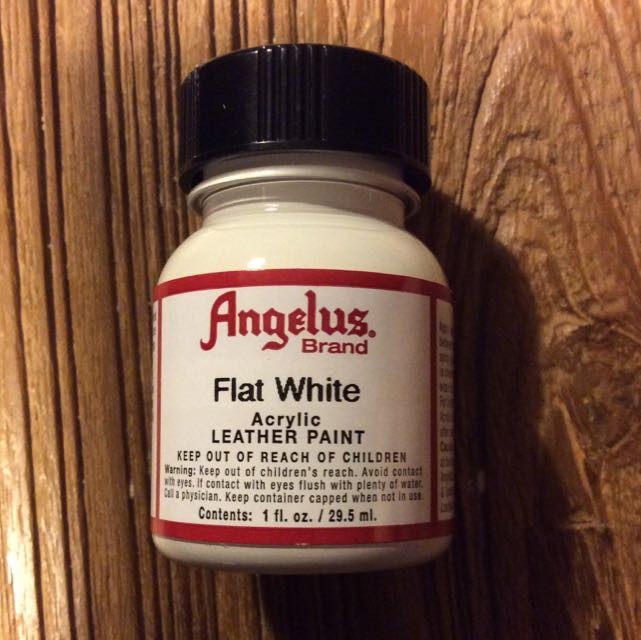 Angelus.
Brand
Flat White
Acrylic
LEATHER PAINT
KEEP OUT OF REACH OF CHILDREN
Warning: Keep out of children's reach. Avoid contact
with eyes. If contact with eyes flush with plenty of water.
Call a physician. Keep container capped when not in use.
Contents: 1 fl. oz. / 29.5 ml.